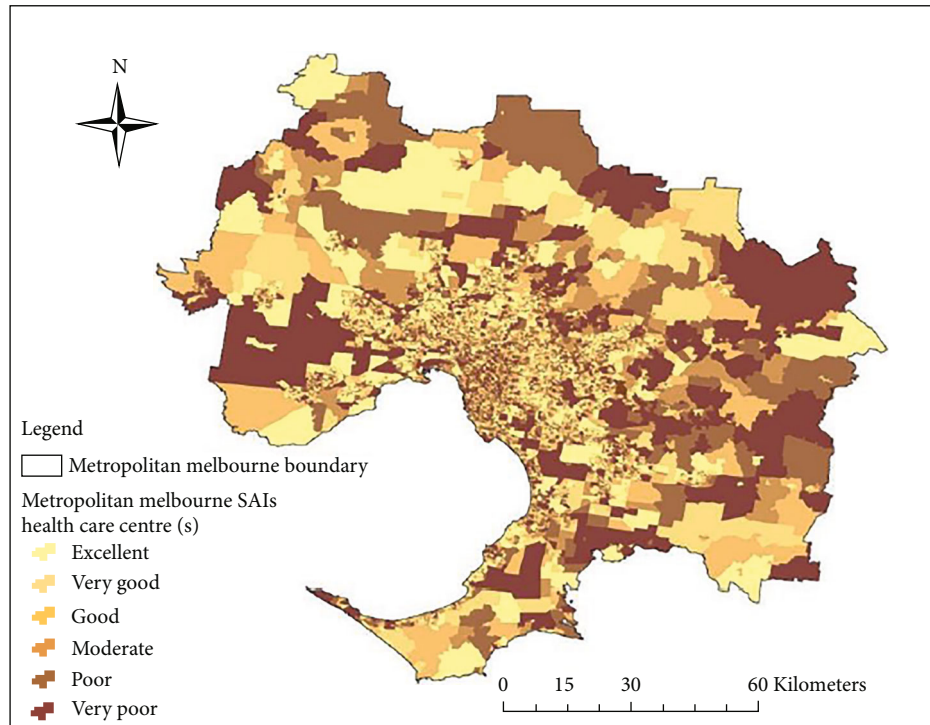 N
Legend
Metropolitan melbourne boundary
Metropolitan melbourne SAIs
health care centre (s)
Excellent
Very good
Good
Moderate
Poor
Very poor
0 15 30 60 Kilometers